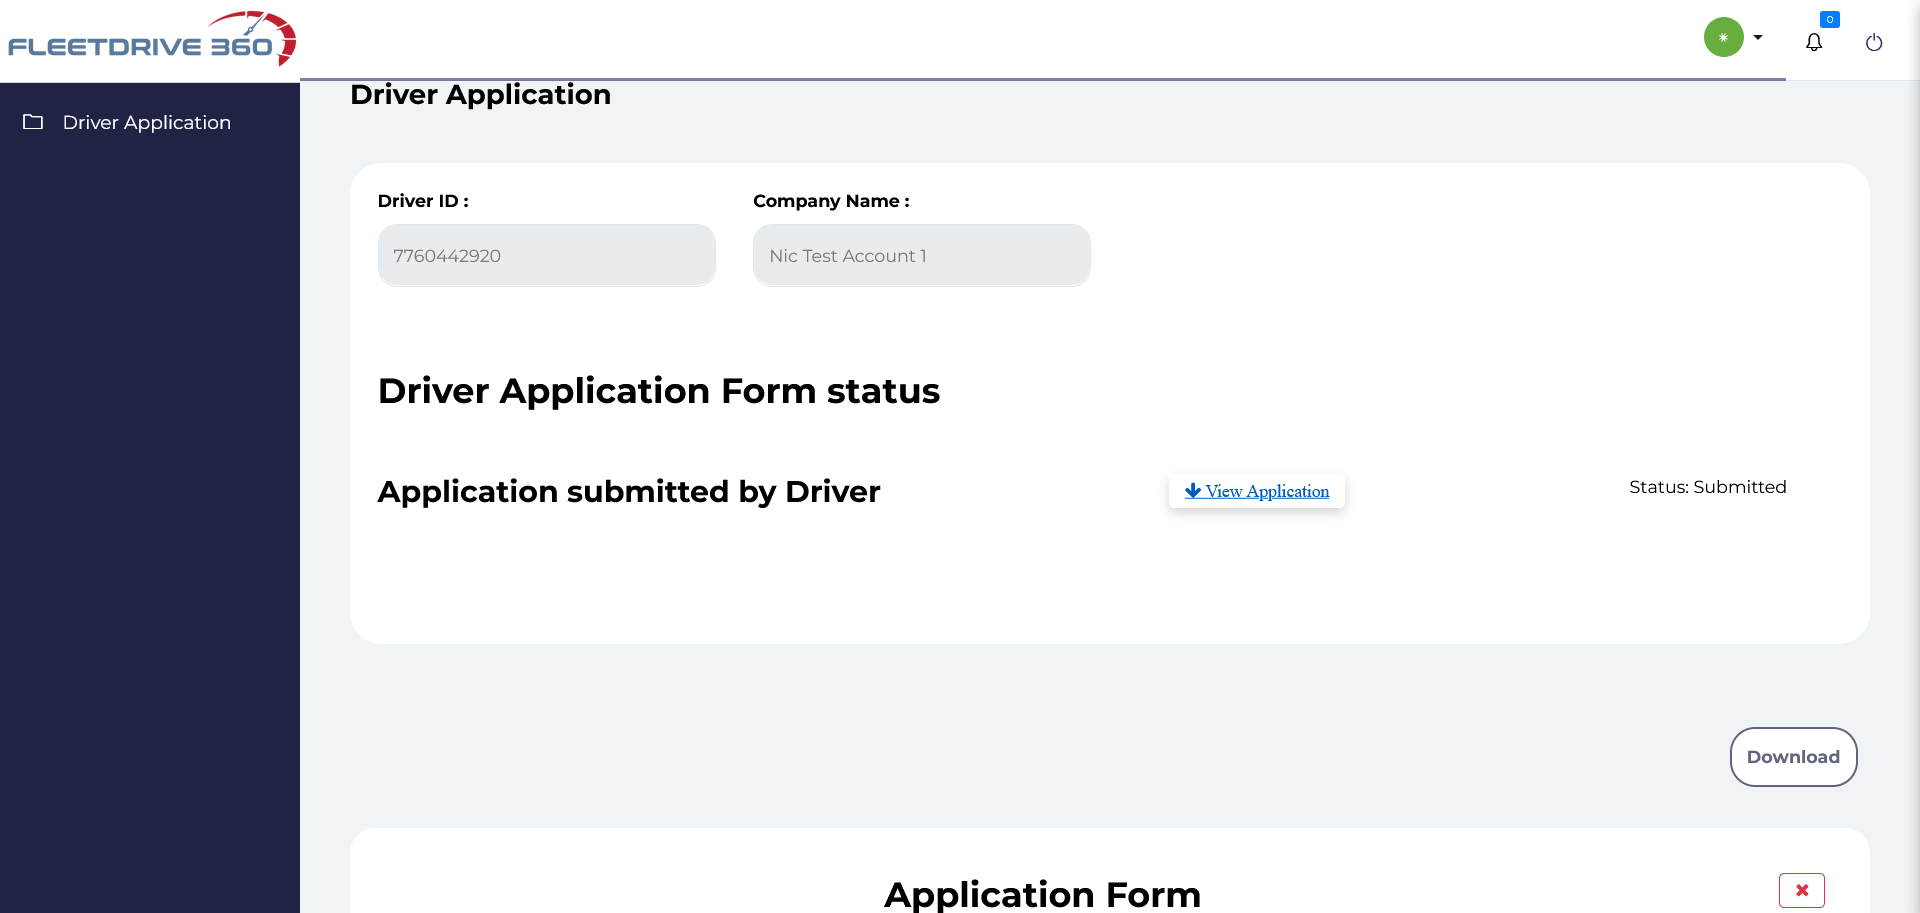 FLEETDRIVE 360
0
Driver Application
Driver Application
Driver ID :
Company Name :
7760442920
Nic Test Account 1
Driver Application Form status
Application submitted by Driver
View Application
Status: Submitted
Download
Application Form